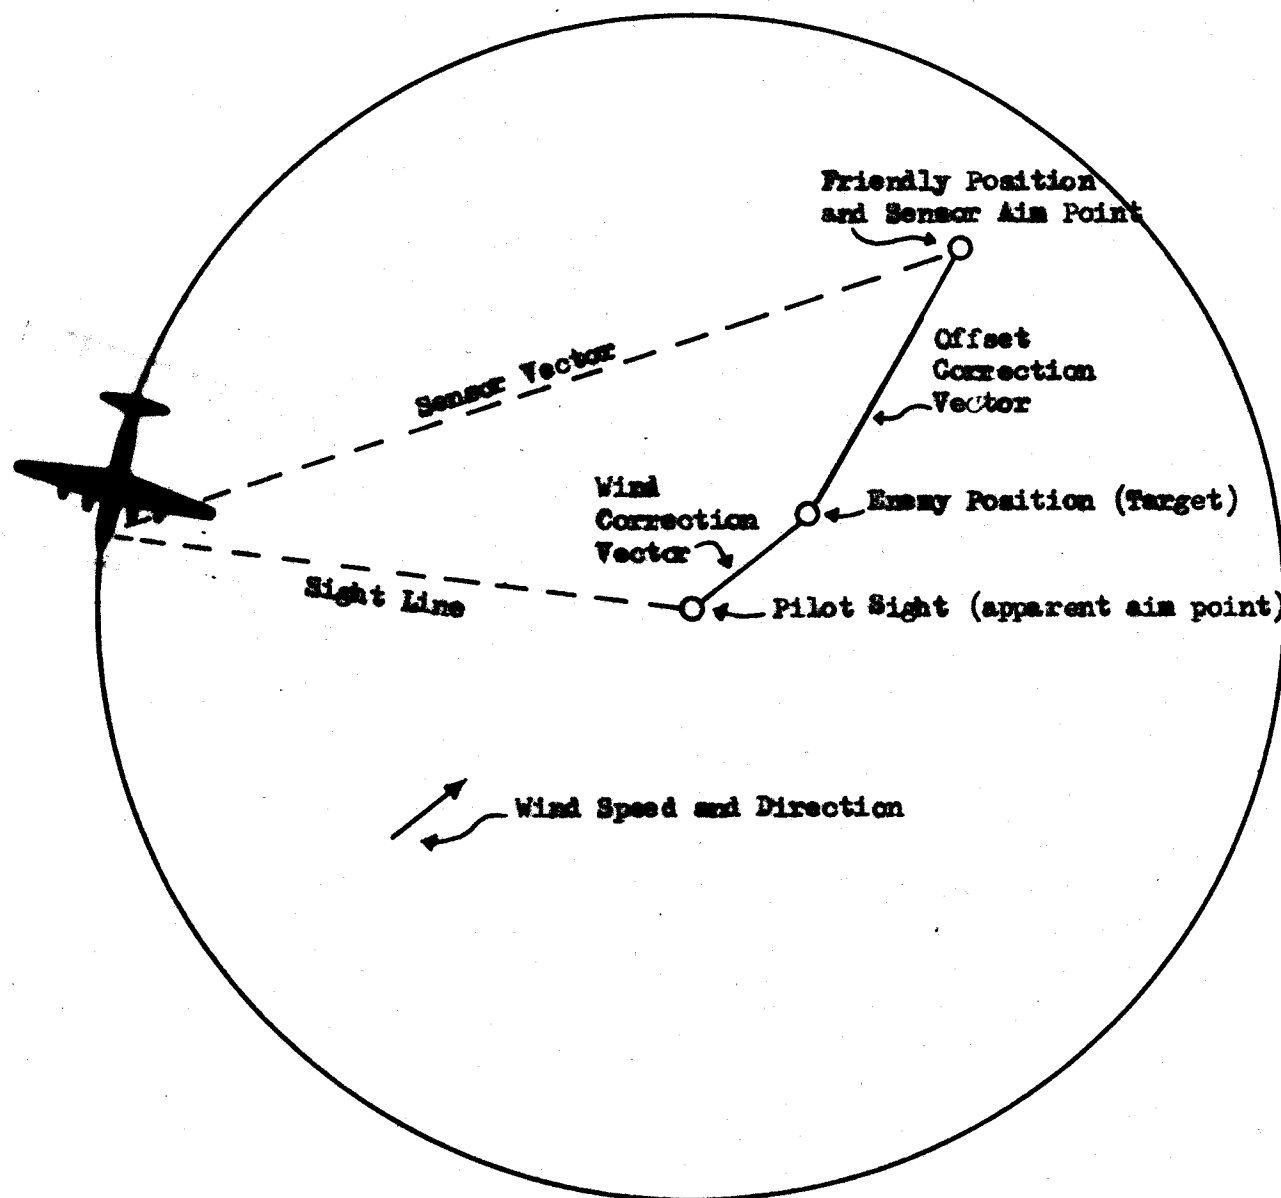 Friendly Position
and Sensor Aim Point
Offset
Correction
Vector
Sensor Vector
Wind
Correction
Vector
Enemy Position (Target)
Sight Line
Pilot Sight (apparent aim point)
Wind Speed and Direction